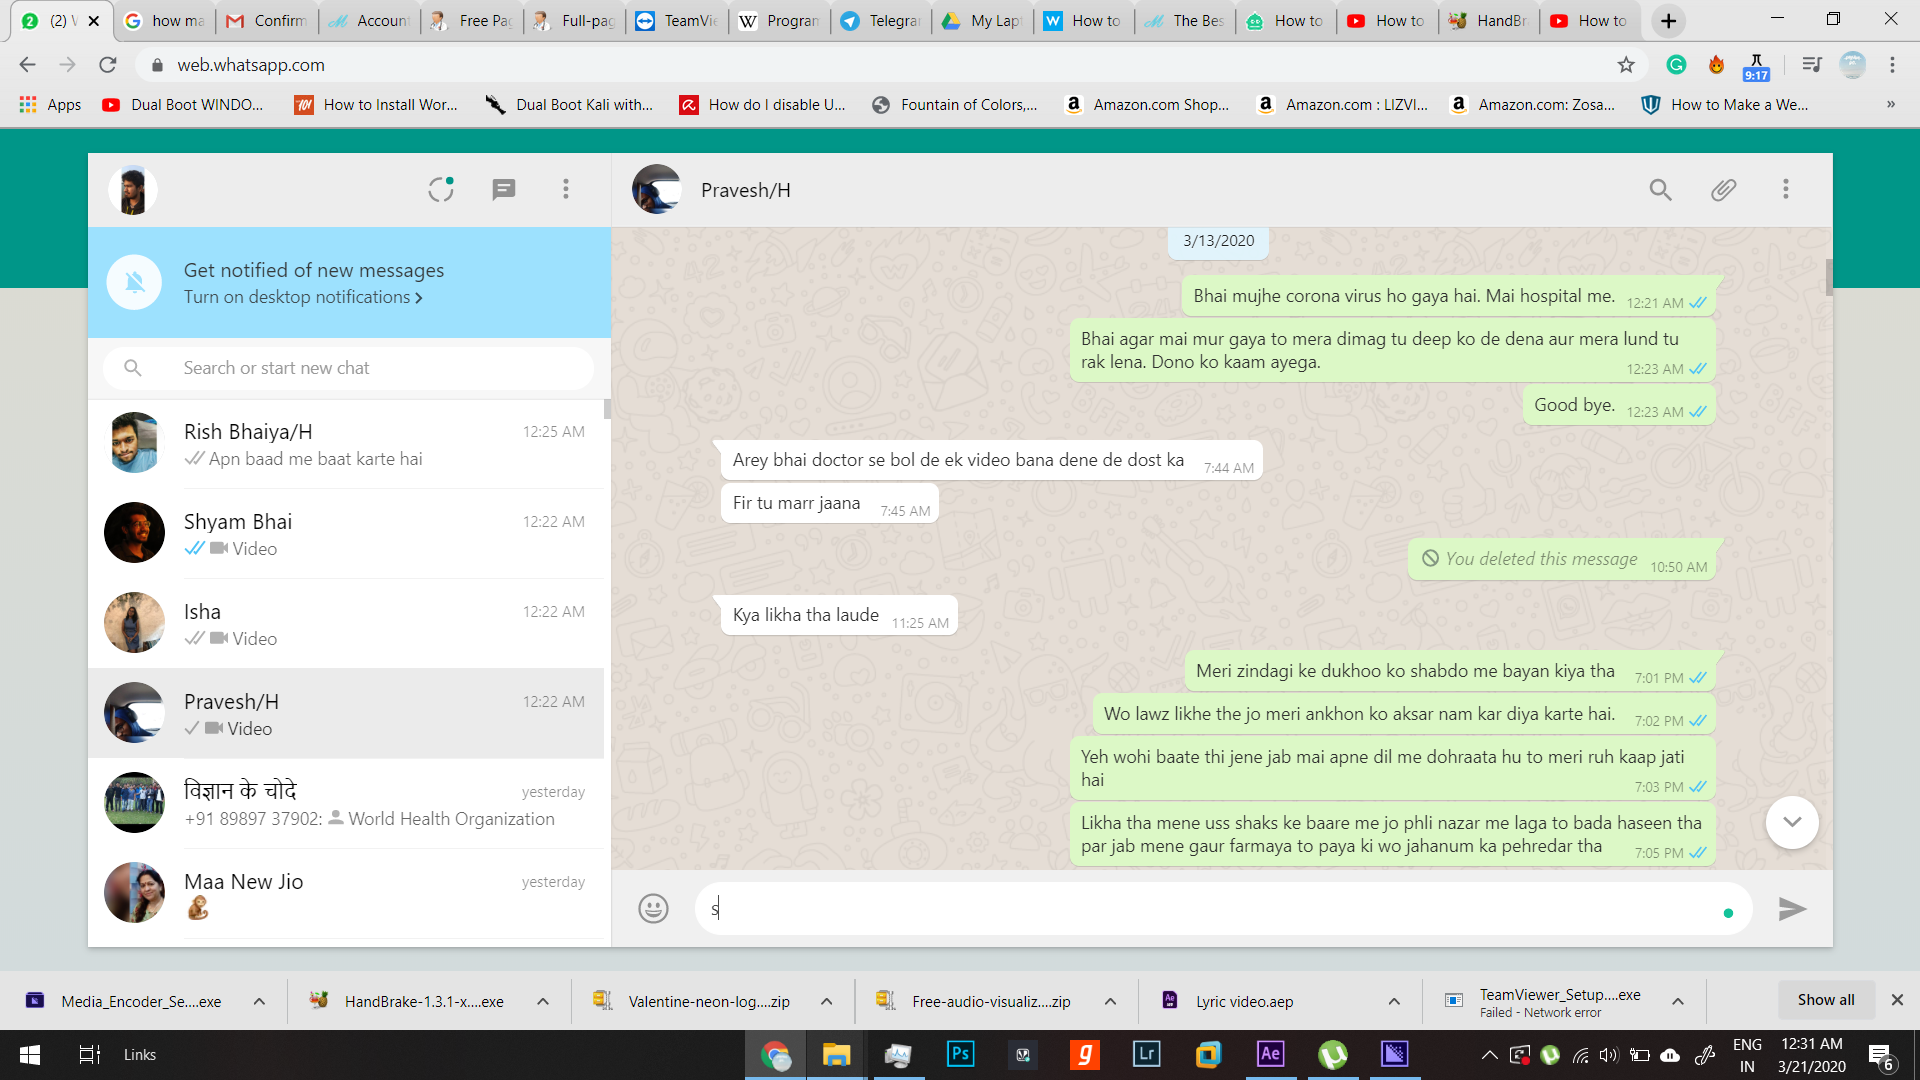 (2) W
how ma
Confirm
Account
Free Pac
Full-pag
TeamVie
Program
Telegra
My Lapt
How to
The Bes
How to
How to
HandBr
How to
web.whatsapp.com
9:17
Apps
Dual Boot WINDO...
How to Install Wor...
Dual Boot Kali with...
How do I disable U...
Fountain of Colors,...
Amazon.com Shop...
Amazon.com : LIZVI...
Amazon.com: Zosa...
How to Make a We...
»
Get notified of new messages
Turn on desktop notifications
Search or start new chat
Rish Bhaiya/H
12:25 AM
Apn baad me baat karte hai
Shyam Bhai
12:22 AM
Video
Isha
12:22 AM
Video
Pravesh/H
12:22 AM
Video
विज्ञान के चोदे
yesterday
+91 89897 37902: World Health Organization
Maa New Jio
yesterday
Pravesh/H
3/13/2020
Bhai mujhe corona virus ho gaya hai. Mai hospital me.
12:21 AM
Bhai agar mai mur gaya to mera dimag tu deep ko de dena aur mera lund tu
rak lena. Dono ko kaam ayega.
12:23 AM
Good bye.
12:23 AM
Arey bhai doctor se bol de ek video bana dene de dost ka
7:44 AM
Fir tu marr jaana
7:45 AM
You deleted this message
10:50 AM
Kya likha tha laude
11:25 AM
Meri zindagi ke dukhoo ko shabdo me bayan kiya tha
7:01 PM
Wo lawz likhe the jo meri ankhon ko aksar nam kar diya karte hai.
7:02 PM
Yeh wohi baate thi jene jab mai apne dil me dohraata hu to meri ruh kaap jati
hai
7:03 PM
Likha tha mene uss shaks ke baare me jo phli nazar me laga to bada haseen tha
par jab mene gaur farmaya to paya ki wo jahanum ka pehredar tha
7:05 PM
s
Media_Encoder_Se....exe
HandBrake-1.3.1-x....exe
Valentine-neon-log....zip
Free-audio-visualiz....zip
Lyric video.aep
TeamViewer_Setup....exe
Failed - Network error
Show all
Links
Ps
Lr
Ae
ENG
IN
12:31 AM
3/21/2020
6